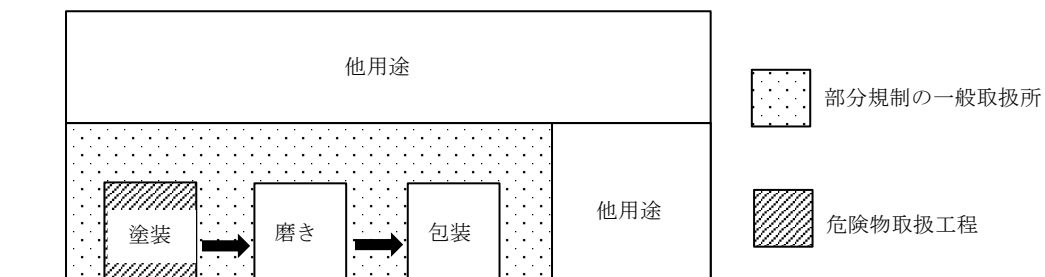 他用途
部分規制の一般取扱所
他用途
危険物取扱工程
塗装
磨き
包装